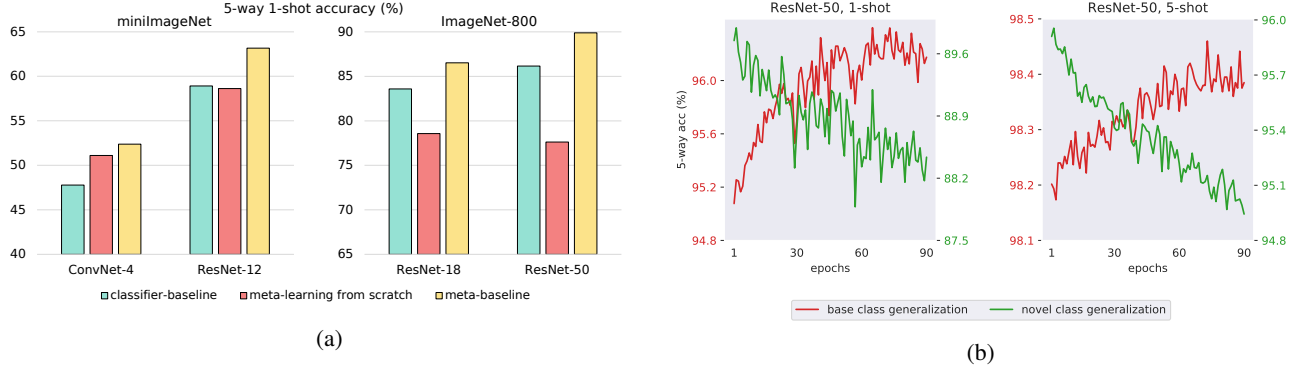 5-way 1-shot accuracy (%)
miniImageNet
65
60
55
50
45
40
ConvNet-4
ResNet-12
ImageNet-800
90
85
80
75
70
65
ResNet-18
ResNet-50
classifier-baseline
meta-learning from scratch
meta-baseline
(a)
ResNet-50, 1-shot
5-way acc (%)
96.0
95.6
95.2
94.8
89.6
88.9
88.2
87.5
1 30 60 90
epochs
ResNet-50, 5-shot
98.5
98.4
98.3
98.2
98.1
96.0
95.7
95.4
95.1
94.8
1 30 60 90
epochs
base class generalization
novel class generalization
(b)